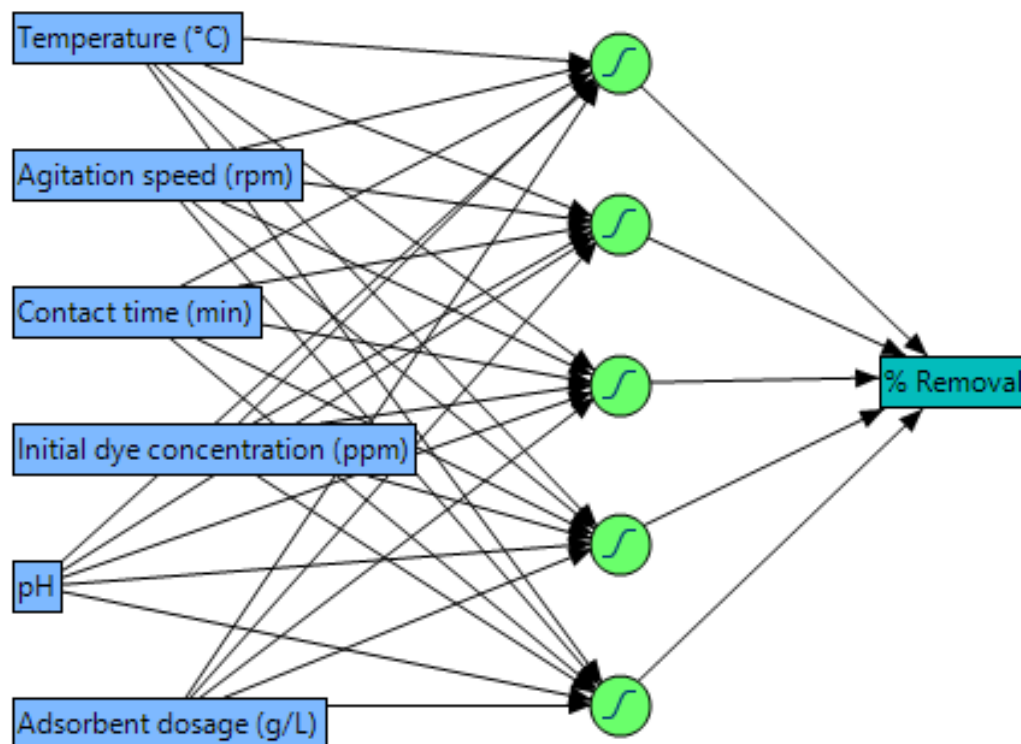 Temperature (°C)
Agitation speed (rpm)
Contact time (min)
Initial dye concentration (ppm)
pH
Adsorbent dosage (g/L)
% Removal